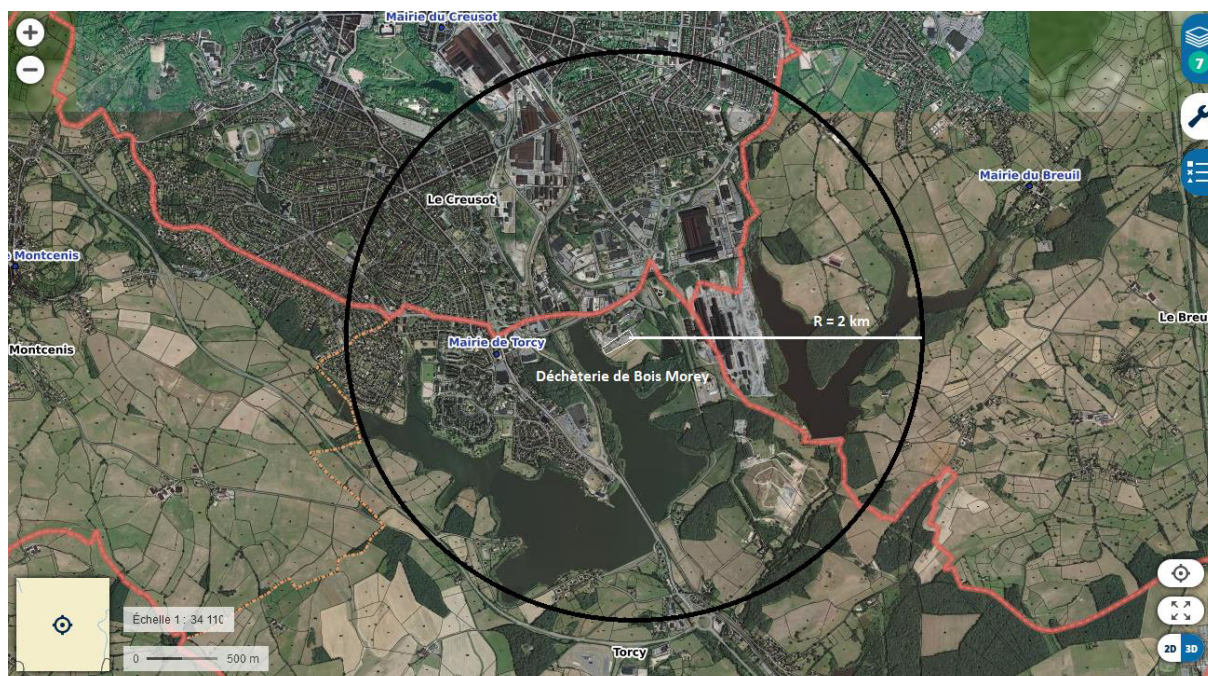 Mairie du Creusot
7
Mairie du Breuil
Le Creusot
e Montcenis
R = 2 km
Le Breu
Mairie de Torcy
Montcenis
Déchèterie de Bois Morey
Échelle 1 : 34 110
0 500 m
Torcy
2D 3D